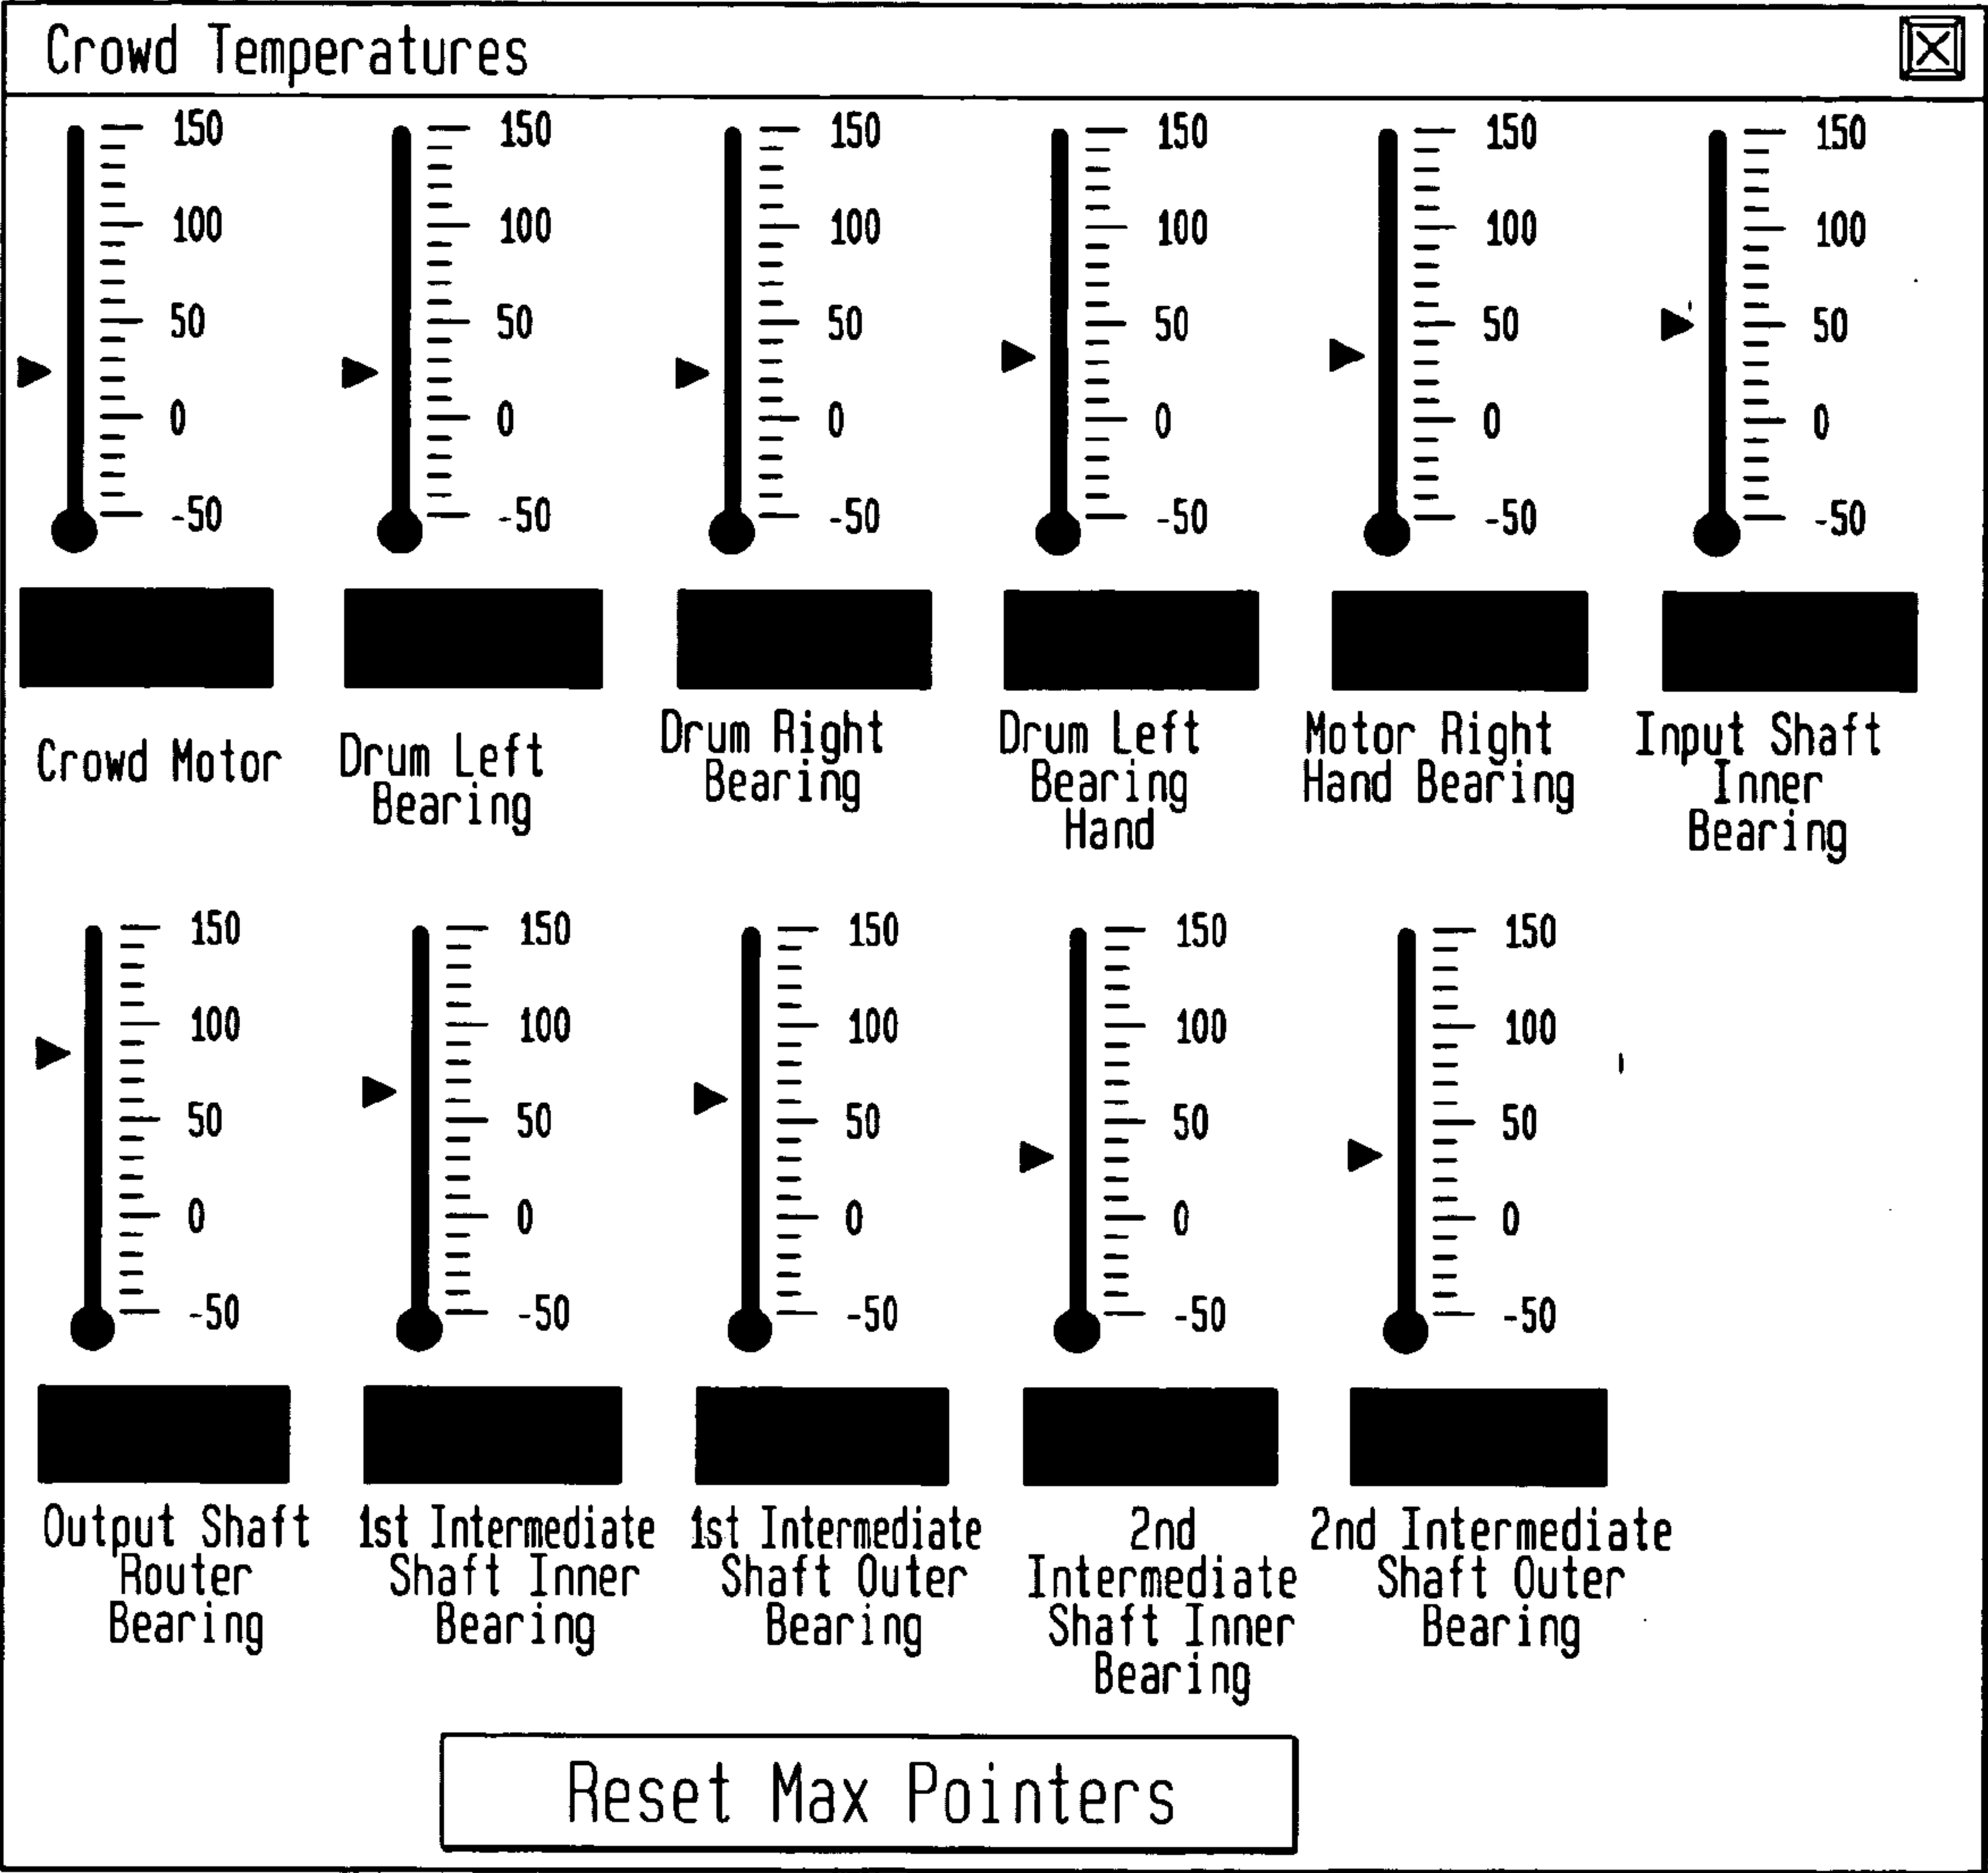 Crowd Temperatures
150 150 150 150 150 150
100 100 100 100 100 100
50 50 50 50 50 50
0 0 0 0 0 0
-50 -50 -50 -50 -50 -50
Crowd Motor
Drum Left
Bearing
Drum Right
Bearing
Drum Left
Bearing
Hand
Motor Right
Hand Bearing
Input Shaft
Inner
Bearing
150 150 150 150 150
100 100 100 100 100
50 50 50 50 50
0 0 0 0 0
-50 -50 -50 -50 -50
Output Shaft
Router
Bearing
1st Intermediate
Shaft Inner
Bearing
1st Intermediate
Shaft Outer
Bearing
2nd
Intermediate
Shaft Inner
Bearing
2nd Intermediate
Shaft Outer
Bearing
Reset Max Pointers